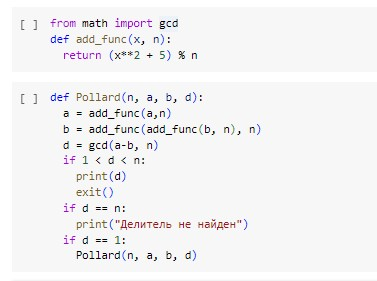 [ ] from math import gcd
def add_func(x, n):
  return (x**2 + 5) % n
[ ] def Pollard(n, a, b, d):
  a = add_func(a,n)
  b = add_func(add_func(b, n), n)
  d = gcd(a-b, n)
  if 1 < d < n:
    print(d)
    exit()
  if d == n:
    print("Делитель не найден")
  if d == 1:
    Pollard(n, a, b, d)